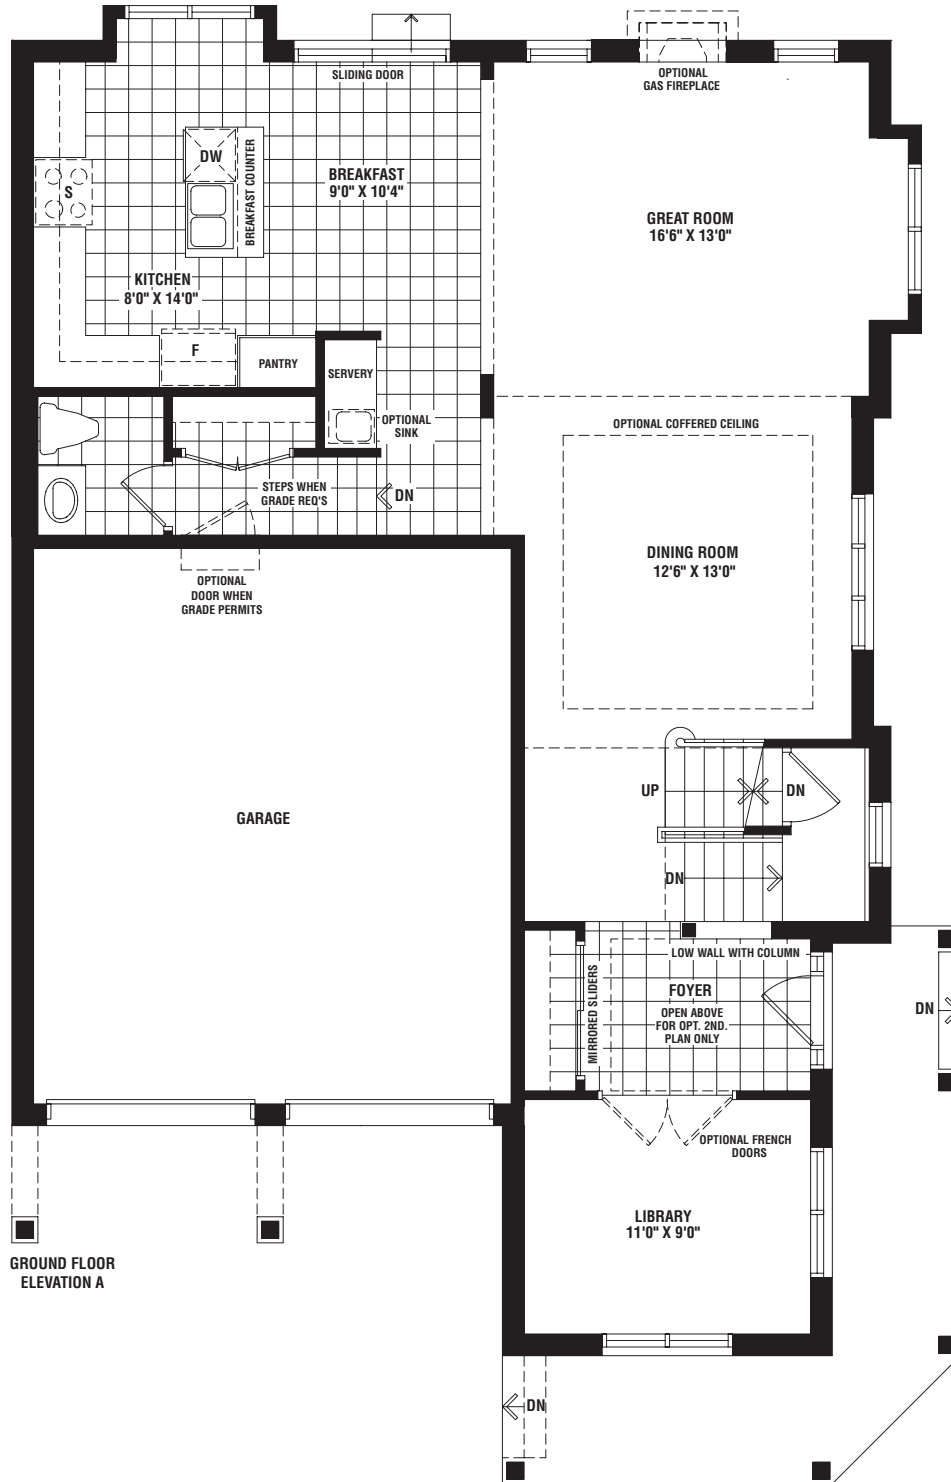 SLIDING DOOR
OPTIONAL
GAS FIREPLACE
DW
BREAKFAST COUNTER
BREAKFAST
9'0" X 10'4"
S
GREAT ROOM
16'6" X 13'0"
KITCHEN
8'0" X 14'0"
F
PANTRY
SERVERY
OPTIONAL
SINK
OPTIONAL COFFERED CEILING
STEPS WHEN
GRADE REQ'S
DN
DINING ROOM
12'6" X 13'0"
OPTIONAL
DOOR WHEN
GRADE PERMITS
UP
DN
GARAGE
DN
LOW WALL WITH COLUMN
MIRRORED SLIDERS
FOYER
OPEN ABOVE
FOR OPT. 2ND.
PLAN ONLY
DN
OPTIONAL FRENCH
DOORS
LIBRARY
11'0" X 9'0"
GROUND FLOOR
ELEVATION A
DN